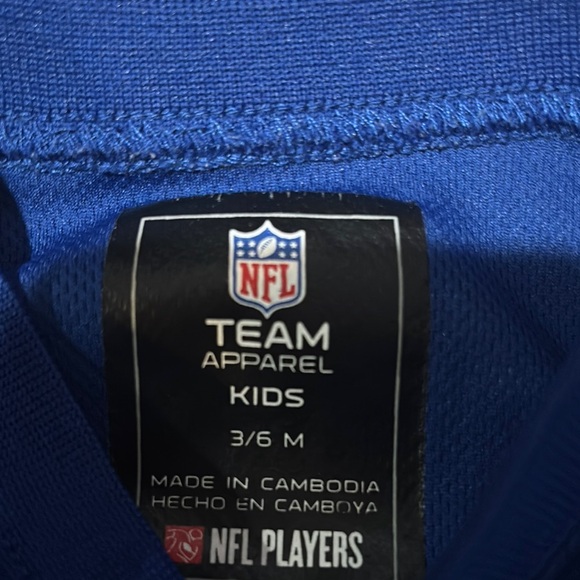 NFL
TEAM
APPAREL
KIDS
3/6 M
MADE IN CAMBODIA
HECHO EN CAMBOYA
NFL PLAYERS